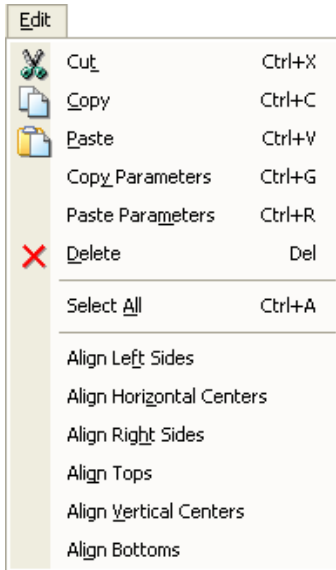 Edit
Cut Ctrl+X
Copy Ctrl+C
Paste Ctrl+V
Copy Parameters Ctrl+G
Paste Parameters Ctrl+R
Delete Del
Select All Ctrl+A
Align Left Sides
Align Horizontal Centers
Align Right Sides
Align Tops
Align Vertical Centers
Align Bottoms